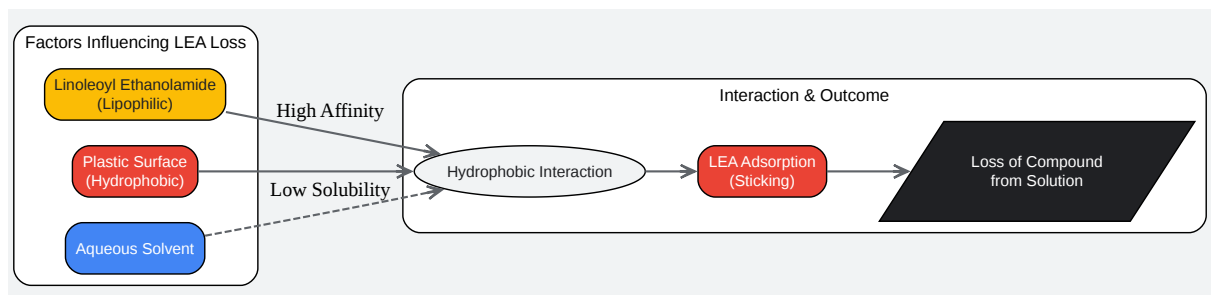 Factors Influencing LEA Loss
Linoleoyl Ethanolamide
(Lipophilic)
Plastic Surface
(Hydrophobic)
Aqueous Solvent
High Affinity
Low Solubility
Interaction & Outcome
Hydrophobic Interaction
LEA Adsorption
(Sticking)
Loss of Compound
from Solution